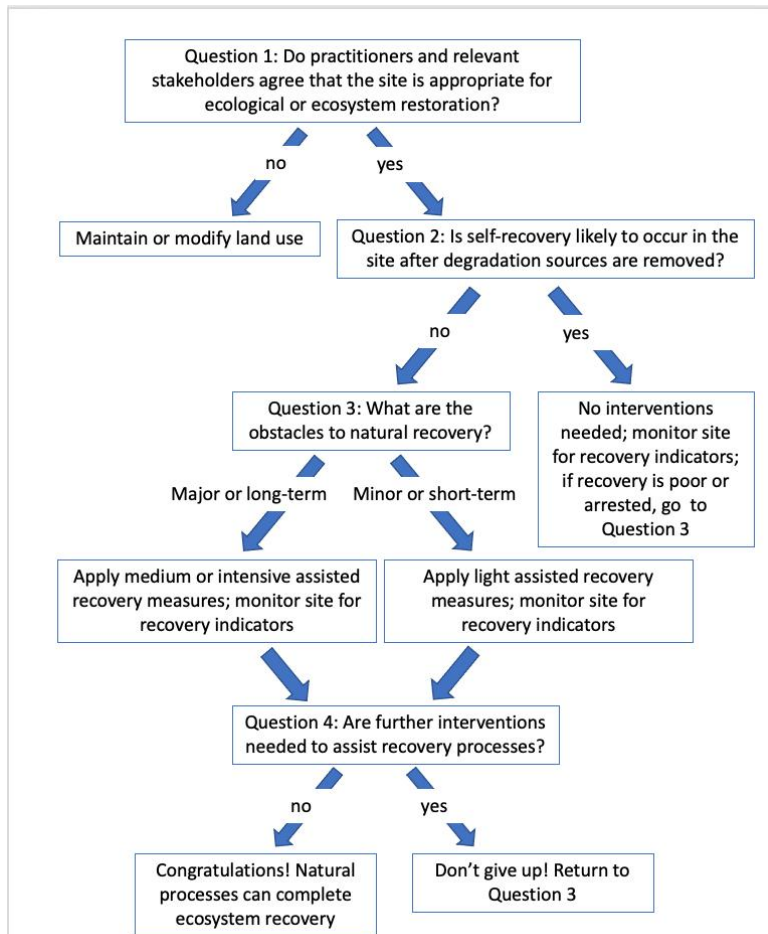 Question 1: Do practitioners and relevant
stakeholders agree that the site is appropriate for
ecological or ecosystem restoration?
no
yes
Maintain or modify land use
Question 2: Is self-recovery likely to occur in the
site after degradation sources are removed?
no
yes
Question 3: What are the
obstacles to natural recovery?
No interventions
needed; monitor site
for recovery indicators;
if recovery is poor or
arrested, go to
Question 3
Major or long-term
Minor or short-term
Apply medium or intensive assisted
recovery measures; monitor site for
recovery indicators
Apply light assisted recovery
measures; monitor site for
recovery indicators
Question 4: Are further interventions
needed to assist recovery processes?
no
yes
Congratulations! Natural
processes can complete
ecosystem recovery
Don’t give up! Return to
Question 3